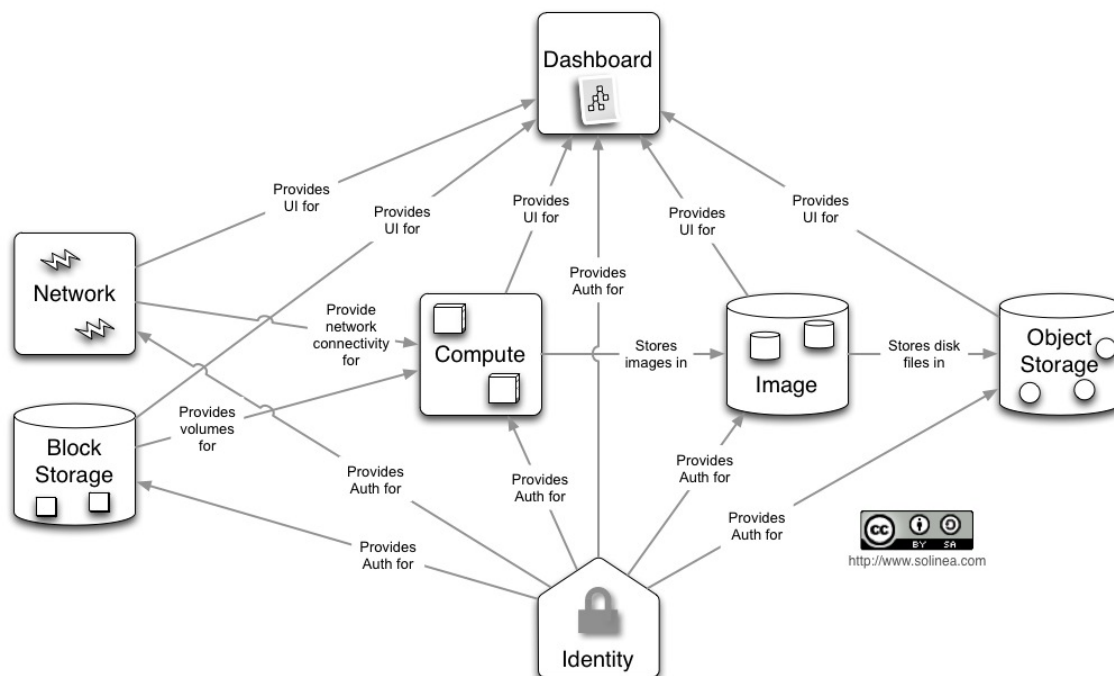 Dashboard
Provides
UI for
Provides
UI for
Provides
UI for
Provides
UI for
Provides
UI for
Network
Provide
network
connectivity
for
Provides
Auth for
Compute
Stores
images in
Image
Stores disk
files in
Object
Storage
Block
Storage
Provides
volumes
for
Provides
Auth for
Provides
Auth for
Provides
Auth for
Provides
Auth for
Provides
Auth for
cc
BY SA
http://www.solinea.com
Identity